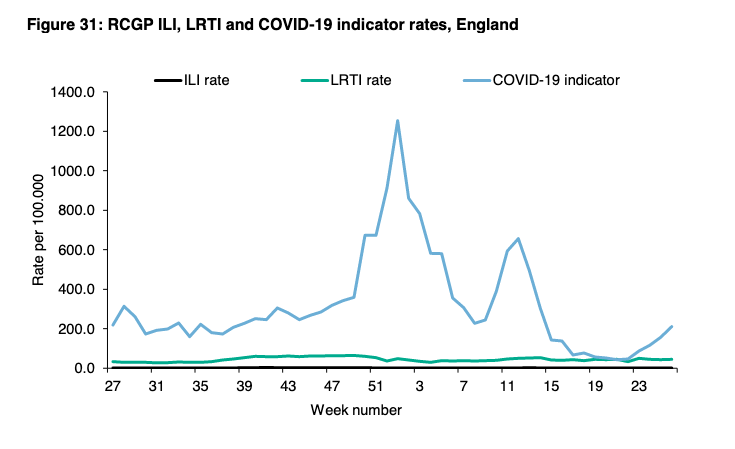 Figure 31: RCGP ILI, LRTI and COVID-19 indicator rates, England
ILI rate LRTI rate COVID-19 indicator
1400.0
1200.0
1000.0
800.0
600.0
400.0
200.0
0.0
Rate per 100.000
27 31 35 39 43 47 51 3 7 11 15 19 23
Week number